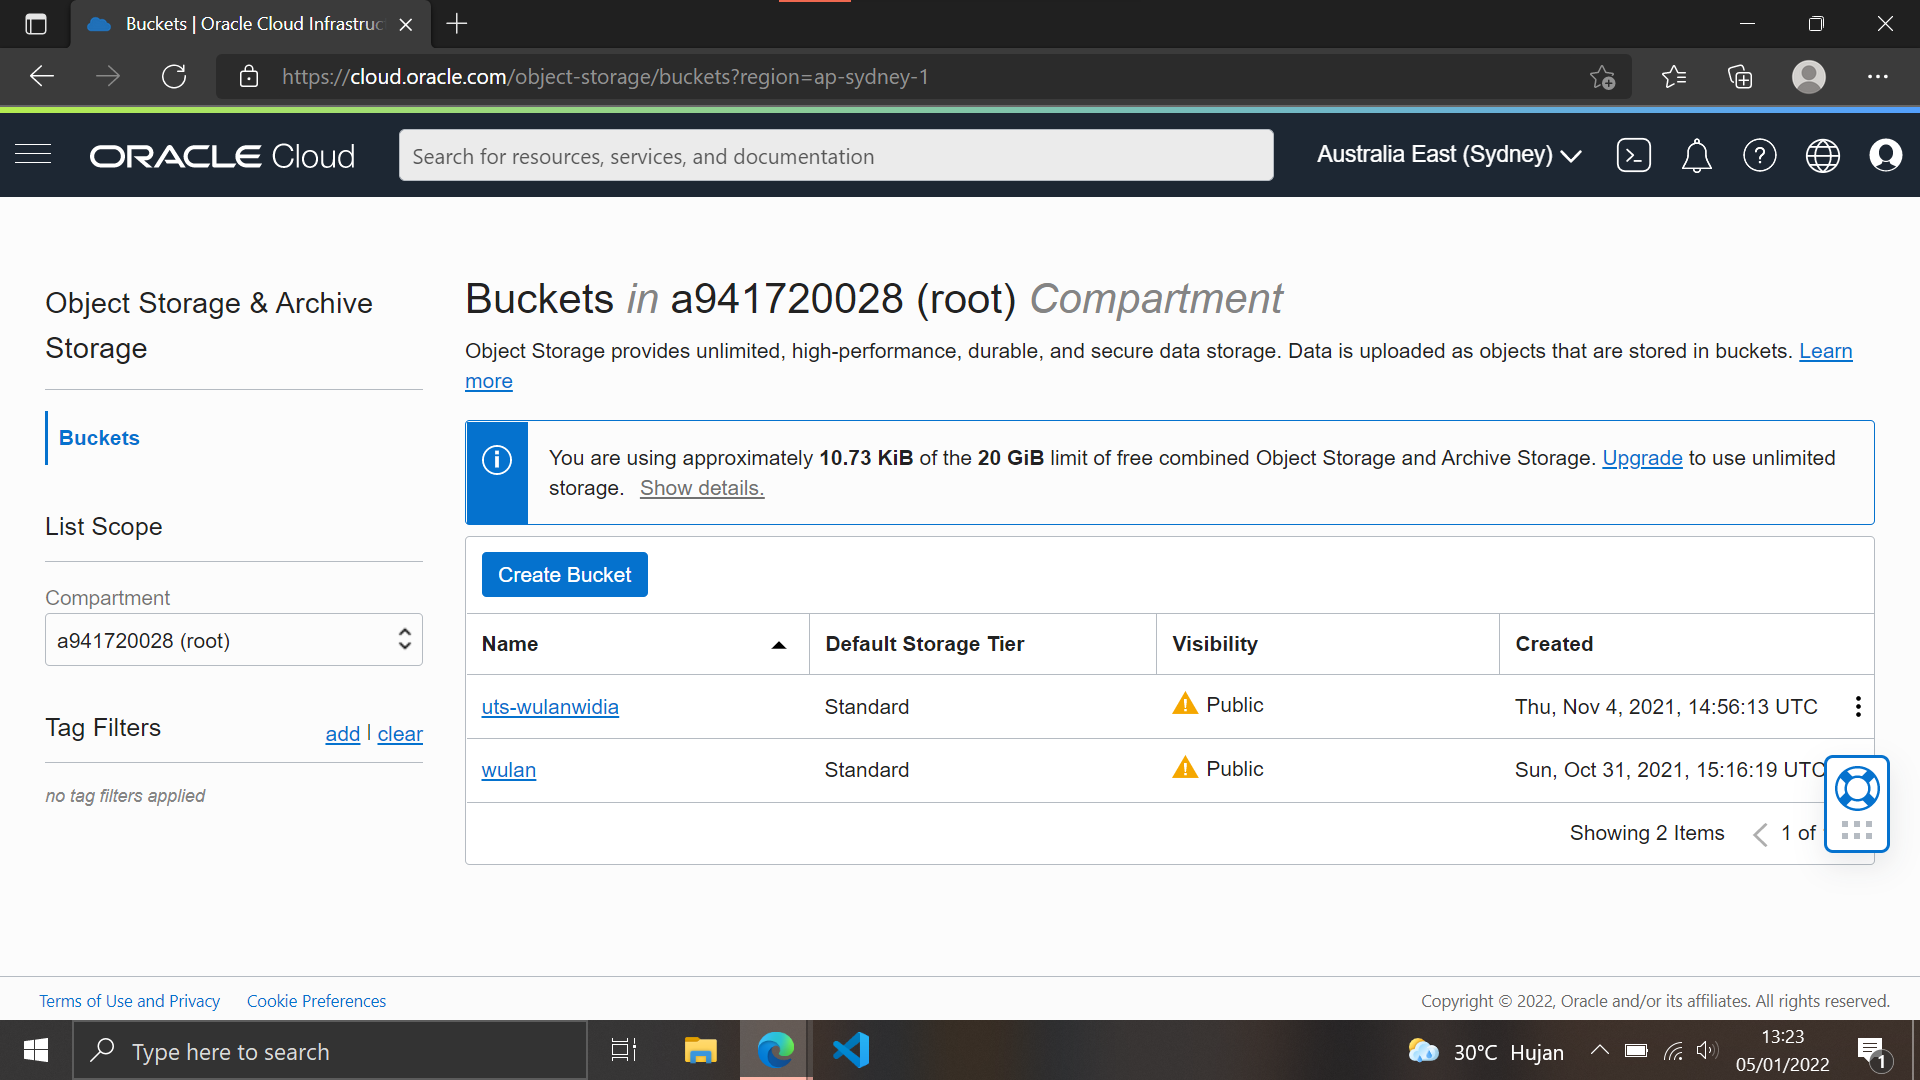 Buckets | Oracle Cloud Infrastruc
https://cloud.oracle.com/object-storage/buckets?region=ap-sydney-1
ORACLE Cloud
Search for resources, services, and documentation
Australia East (Sydney)
Object Storage & Archive
Storage
Buckets
List Scope
Compartment
a941720028 (root)
Tag Filters
add | clear
no tag filters applied
Buckets in a941720028 (root) Compartment
Object Storage provides unlimited, high-performance, durable, and secure data storage. Data is uploaded as objects that are stored in buckets. Learn
more
You are using approximately 10.73 KiB of the 20 GiB limit of free combined Object Storage and Archive Storage. Upgrade to use unlimited
storage. Show details.
Create Bucket
Name Default Storage Tier Visibility Created
uts-wulanwidia Standard Public Thu, Nov 4, 2021, 14:56:13 UTC
wulan Standard Public Sun, Oct 31, 2021, 15:16:19 UTC
Showing 2 Items 1 of
Terms of Use and Privacy Cookie Preferences
Copyright © 2022, Oracle and/or its affiliates. All rights reserved.
Type here to search
30°C Hujan
13:23
05/01/2022
1